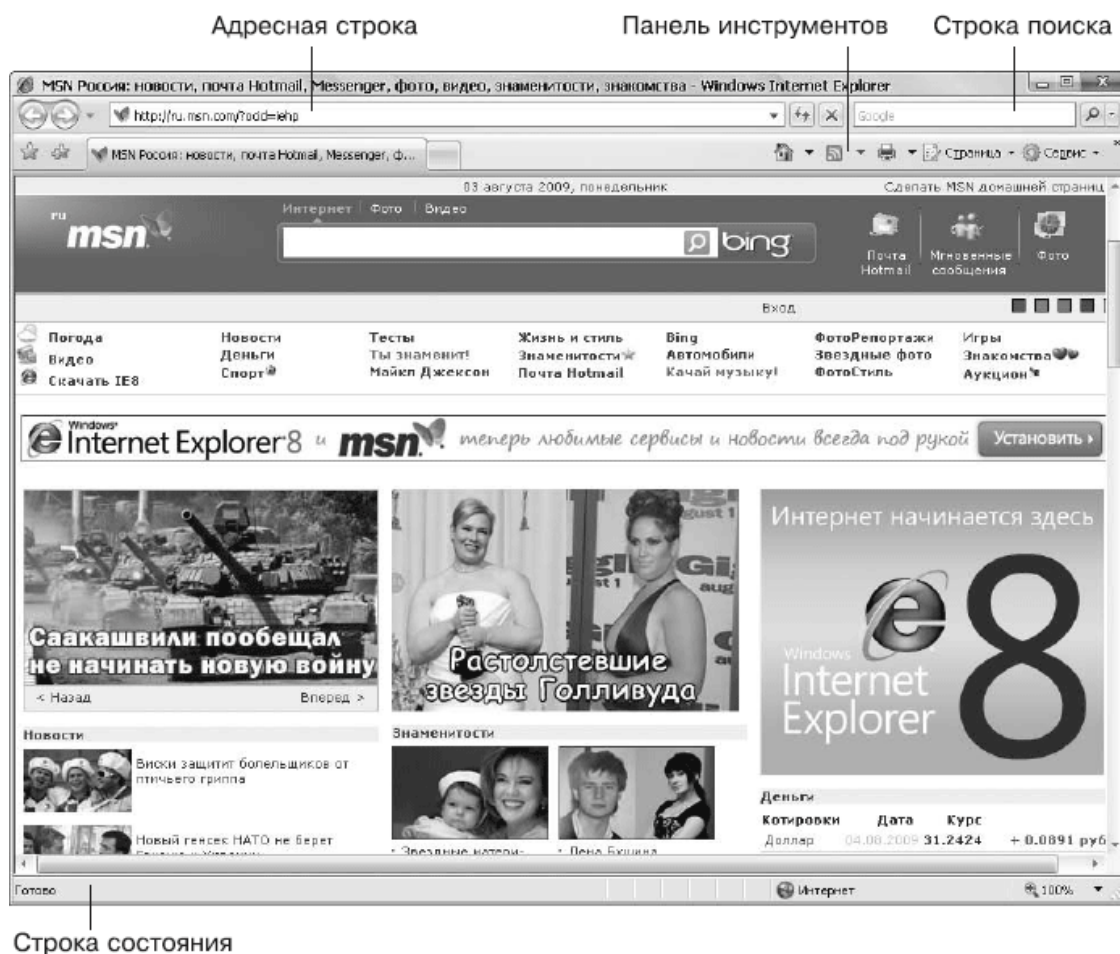 Адресная строка
Панель инструментов
Строка поиска
MSN Россия: новости, почта Hotmail, Messenger, фото, видео, знаменитости, знакомства - Windows Internet Explorer
http://ru.msn.com/?ocid=iehp
Google
MSN Россия: новости, почта Hotmail, Messenger, ф...
Страница
Сервис
03 августа 2009, понедельник
Сделать MSN домашней страниц
ru
msn
Интернет Фото Видео
bing
Почта Hotmail
Мгновенные сообщения
Фото
Вход
Погода Новости Тесты Жизнь и стиль Bing ФотоРепортажи Игры
Видео Деньги Ты знаменит! Знаменитости Автомобили Звездные фото Знакомства
Скачать IE8 Спорт Майкл Джексон Почта Hotmail Качай музыку! ФотоСтиль Аукцион
Windows Internet Explorer 8 и msn теперь любимые сервисы и новости всегда под рукой Установить
Саакашвили пообещал
не начинать новую войну
< Назад Вперед >
Растолстевшие
звезды Голливуда
gust 1
august 1
Интернет начинается здесь
Windows
Internet
Explorer
8
Новости
Виски защитит болельщиков от
птичьего гриппа
Новый генсек НАТО не берет
Знаменитости
Звездные матери-
Деньги
Котировки Дата Курс
Доллар 04.08.2009 31.2424 + 0.0891 руб
Готово
Интернет
100%
Строка состояния